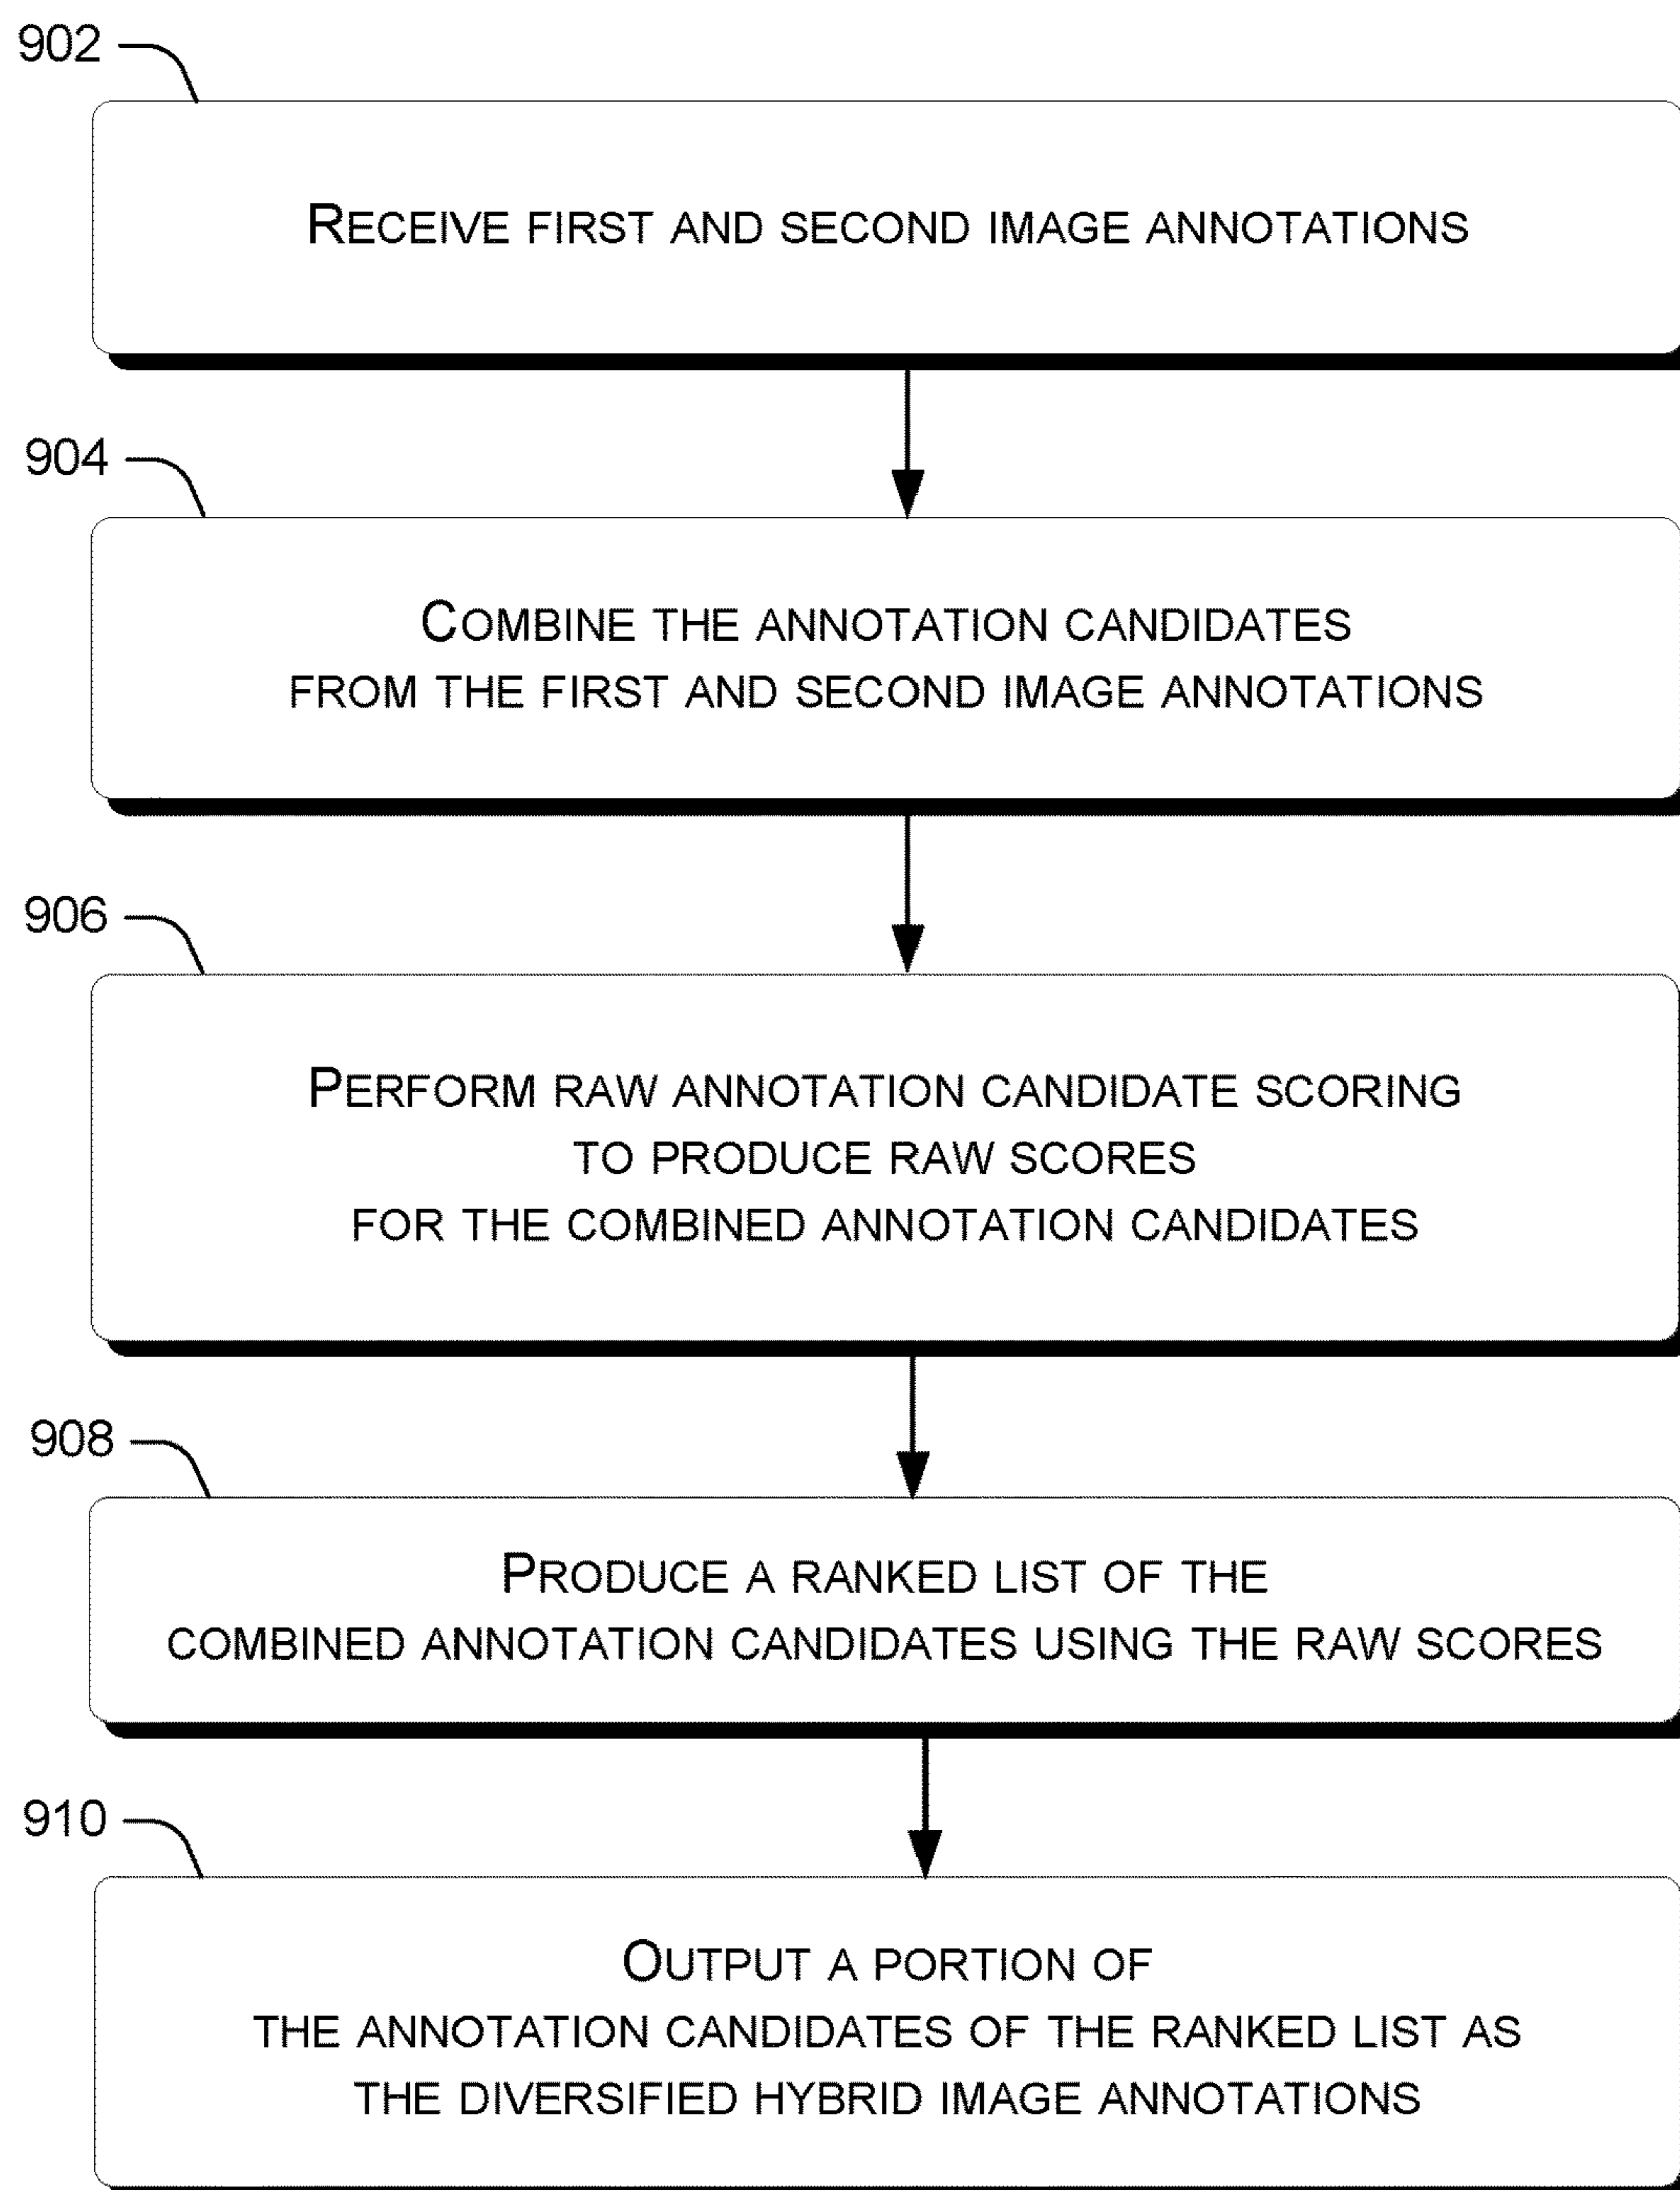 902
RECEIVE FIRST AND SECOND IMAGE ANNOTATIONS
904
COMBINE THE ANNOTATION CANDIDATES
FROM THE FIRST AND SECOND IMAGE ANNOTATIONS
906
PERFORM RAW ANNOTATION CANDIDATE SCORING
TO PRODUCE RAW SCORES
FOR THE COMBINED ANNOTATION CANDIDATES
908
PRODUCE A RANKED LIST OF THE
COMBINED ANNOTATION CANDIDATES USING THE RAW SCORES
910
OUTPUT A PORTION OF
THE ANNOTATION CANDIDATES OF THE RANKED LIST AS
THE DIVERSIFIED HYBRID IMAGE ANNOTATIONS